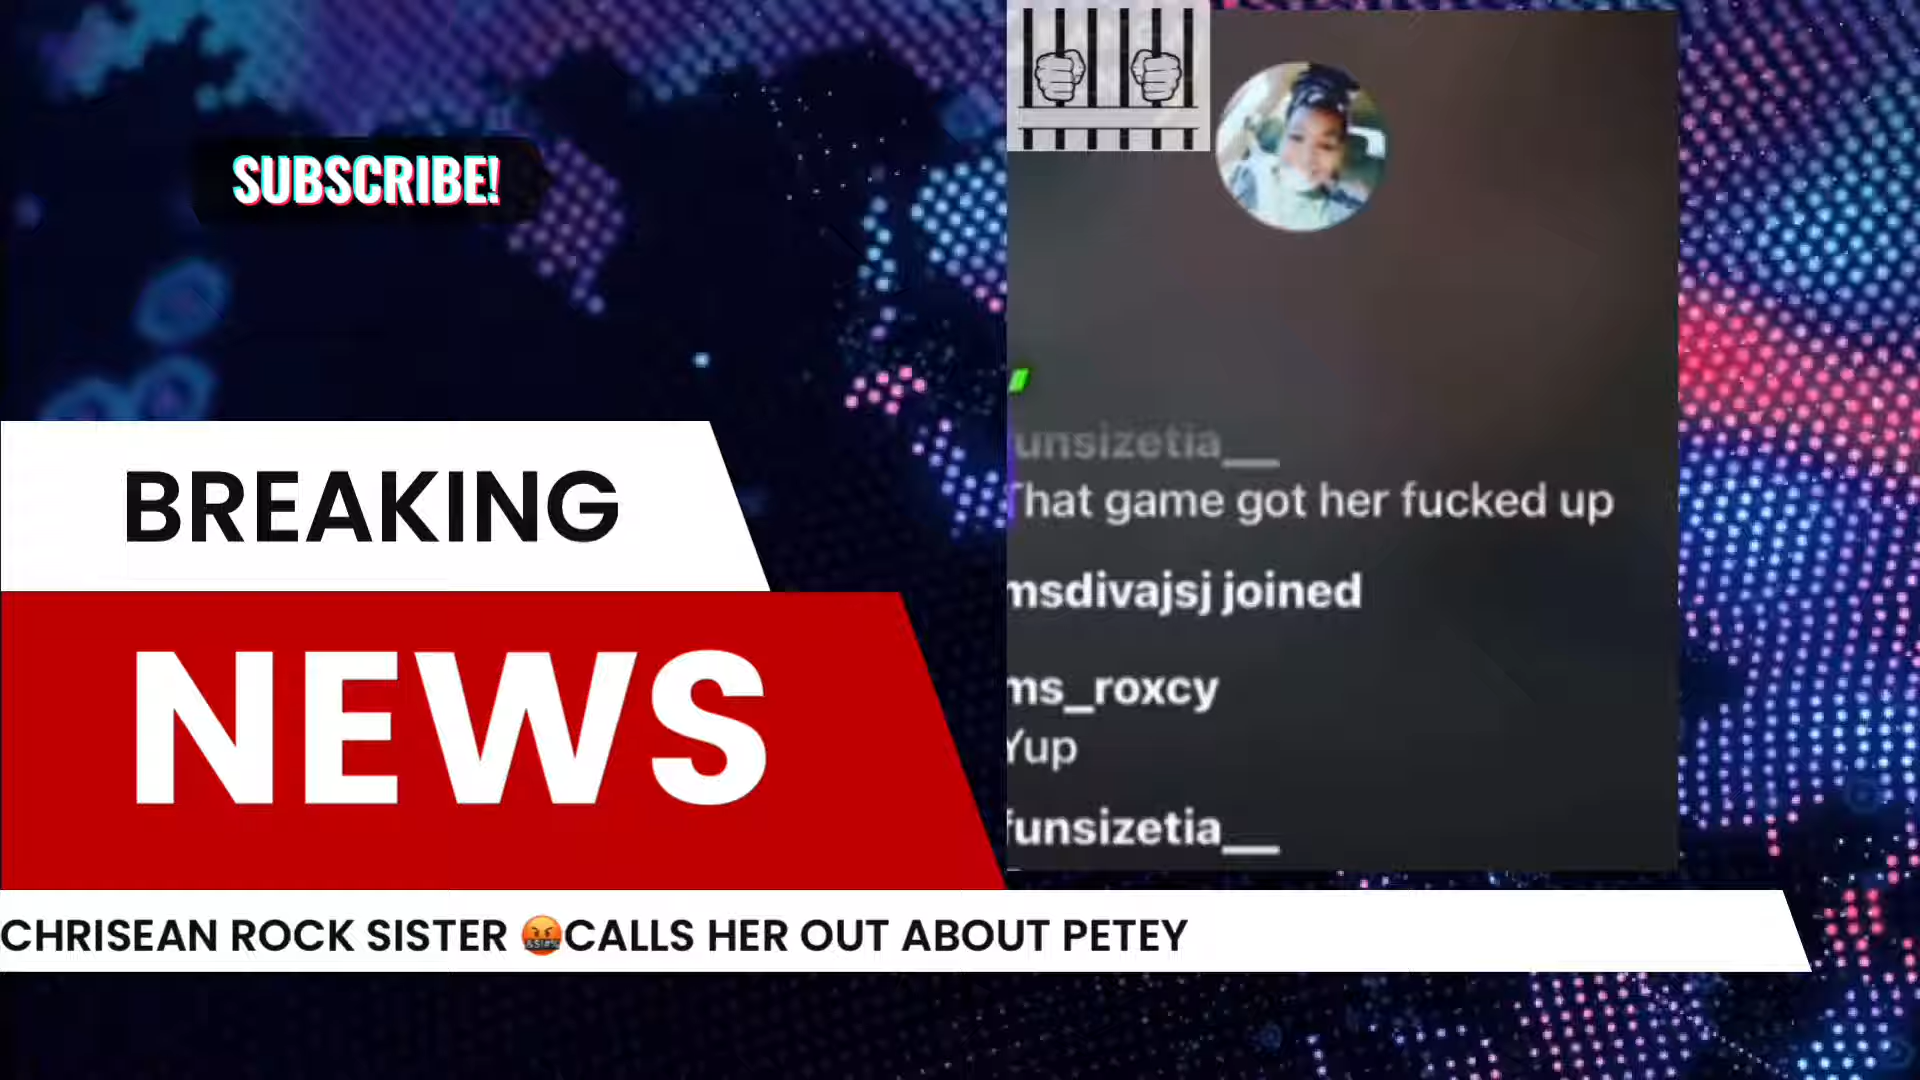 SUBSCRIBE!
BREAKING
NEWS
unsizetia__
That game got her fucked up
msdivajsj joined
ms_roxcy
Yup
funsizetia__
CHRISEAN ROCK SISTER 🤬CALLS HER OUT ABOUT PETEY